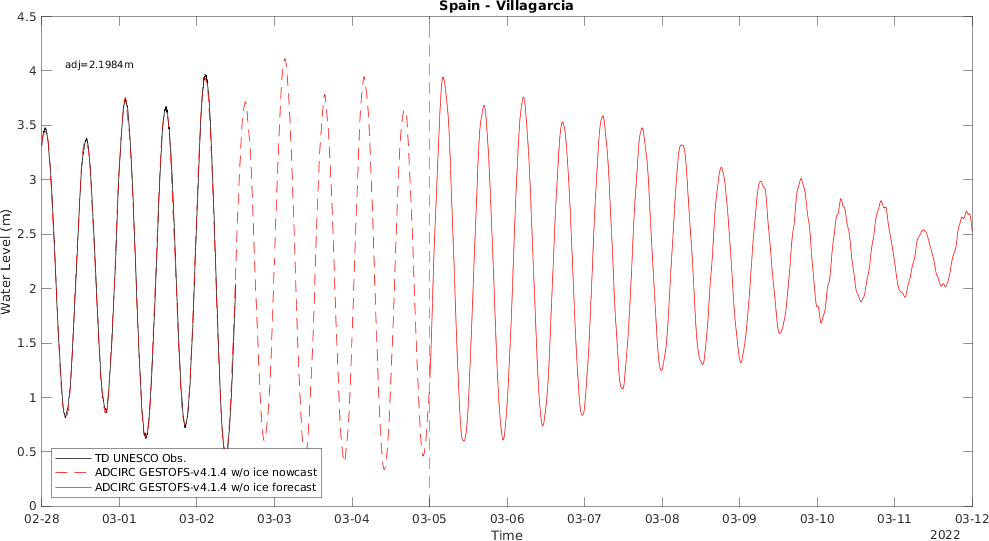 Spain - Villagarcia
adj=2.1984m
4.5
4
3.5
3
2.5
2
1.5
1
0.5
0
Water Level (m)
TD UNESCO Obs.
ADCIRC GESTOFS-v4.1.4 w/o ice nowcast
ADCIRC GESTOFS-v4.1.4 w/o ice forecast
02-28 03-01 03-02 03-03 03-04 03-05 03-06 03-07 03-08 03-09 03-10 03-11 03-12
Time
2022